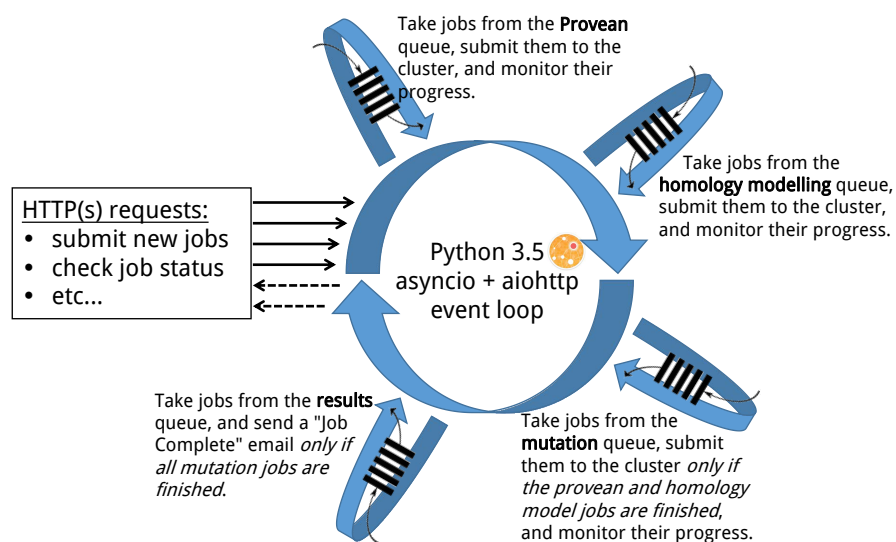 Take jobs from the Provean
queue, submit them to the
cluster, and monitor their
progress.
Take jobs from the
homology modelling queue,
submit them to the cluster,
and monitor their progress.
HTTP(s) requests:
• submit new jobs
• check job status
• etc...
Python 3.5
asyncio + aiohttp
event loop
Take jobs from the results
queue, and send a "Job
Complete" email only if
all mutation jobs are
finished.
Take jobs from the
mutation queue, submit
them to the cluster only if
the provean and homology
model jobs are finished,
and monitor their progress.